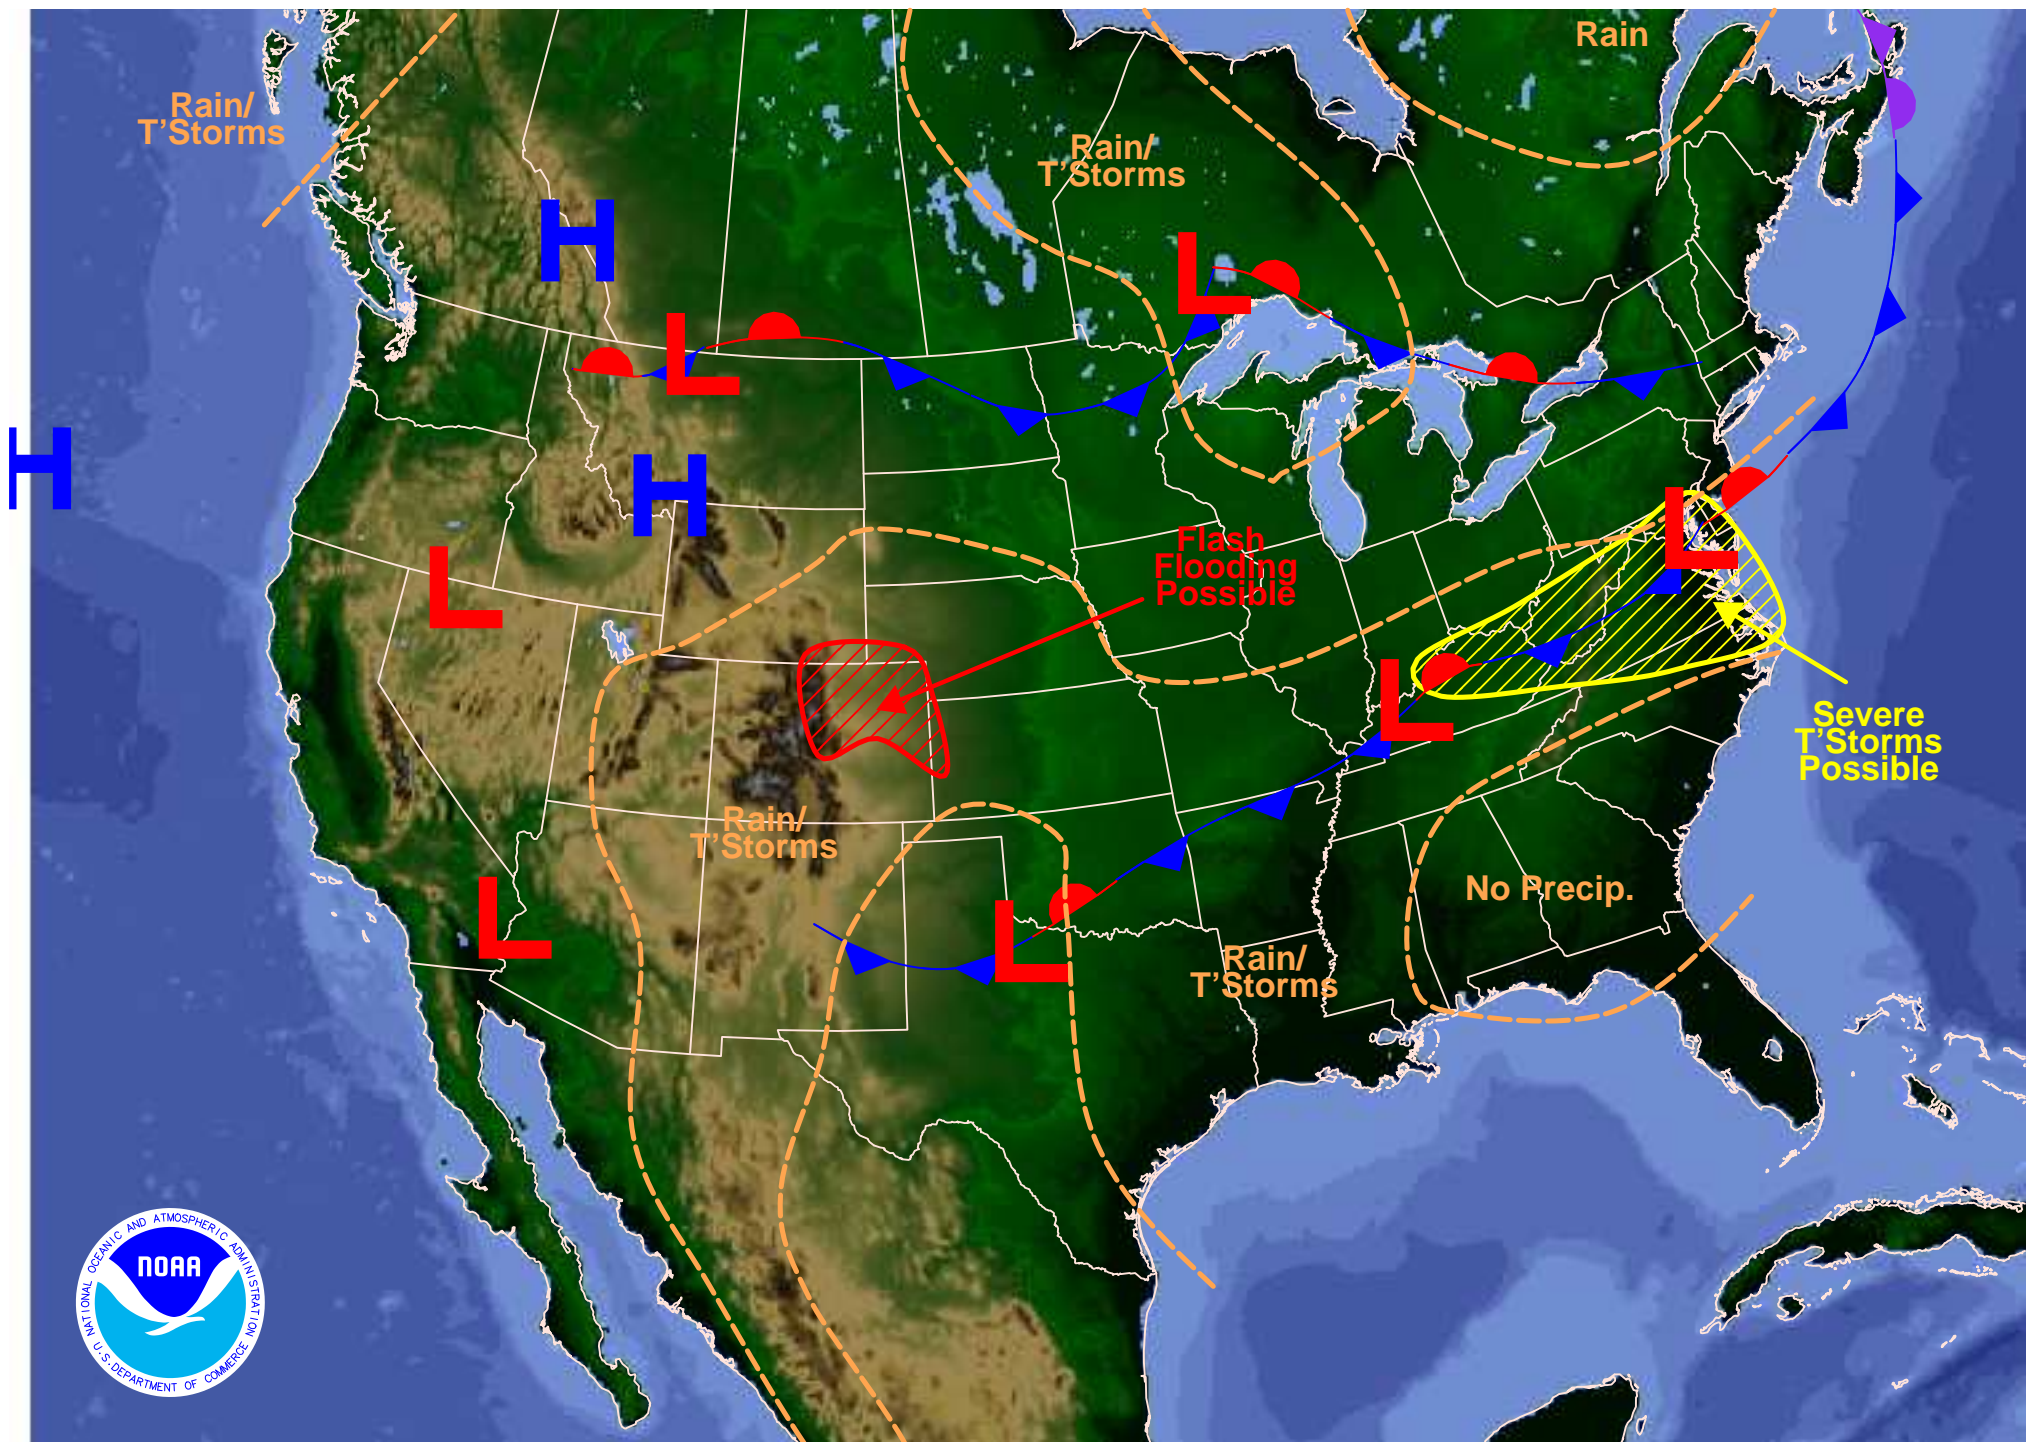 Rain
Rain/
T'Storms
Rain/
T'Storms
H
L
L
H
H
L
Flash
Flooding
Possible
L
L
L
Severe
T'Storms
Possible
Rain/
T'Storms
No Precip.
L
L
Rain/
T'Storms
NATIONAL OCEANIC AND ATMOSPHERIC ADMINISTRATION
NOAA
U.S. DEPARTMENT OF COMMERCE